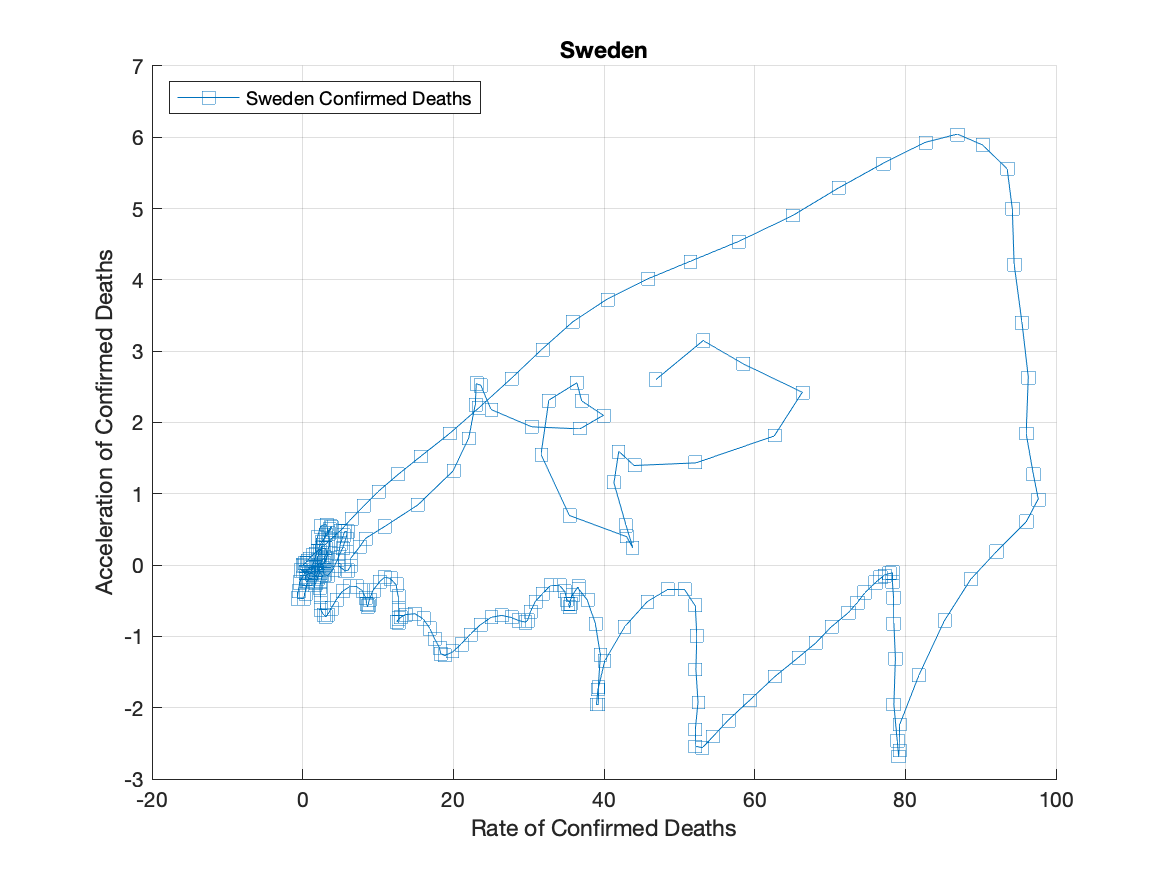 Sweden
7
Sweden Confirmed Deaths
6
5
4
3
2
1
0
-1
-2
-3
Acceleration of Confirmed Deaths
-20 0 20 40 60 80 100
Rate of Confirmed Deaths